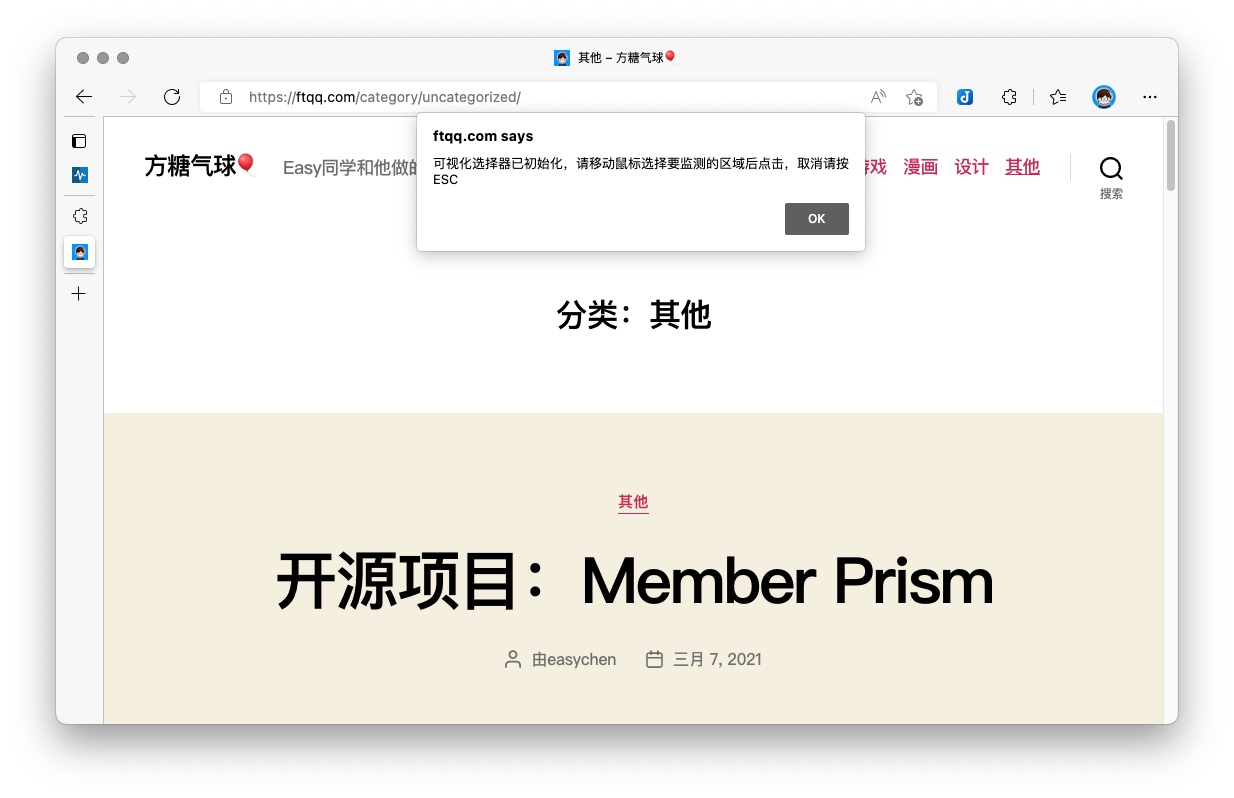 其他 – 方糖气球🎈
https://ftqq.com/category/uncategorized/
ftqq.com says
可视化选择器已初始化，请移动鼠标选择要监测的区域后点击，取消请按
ESC
OK
方糖气球🎈 Easy同学和他做的
戏 漫画 设计 其他
搜索
分类：其他
其他
开源项目：Member Prism
由easychen 三月 7, 2021